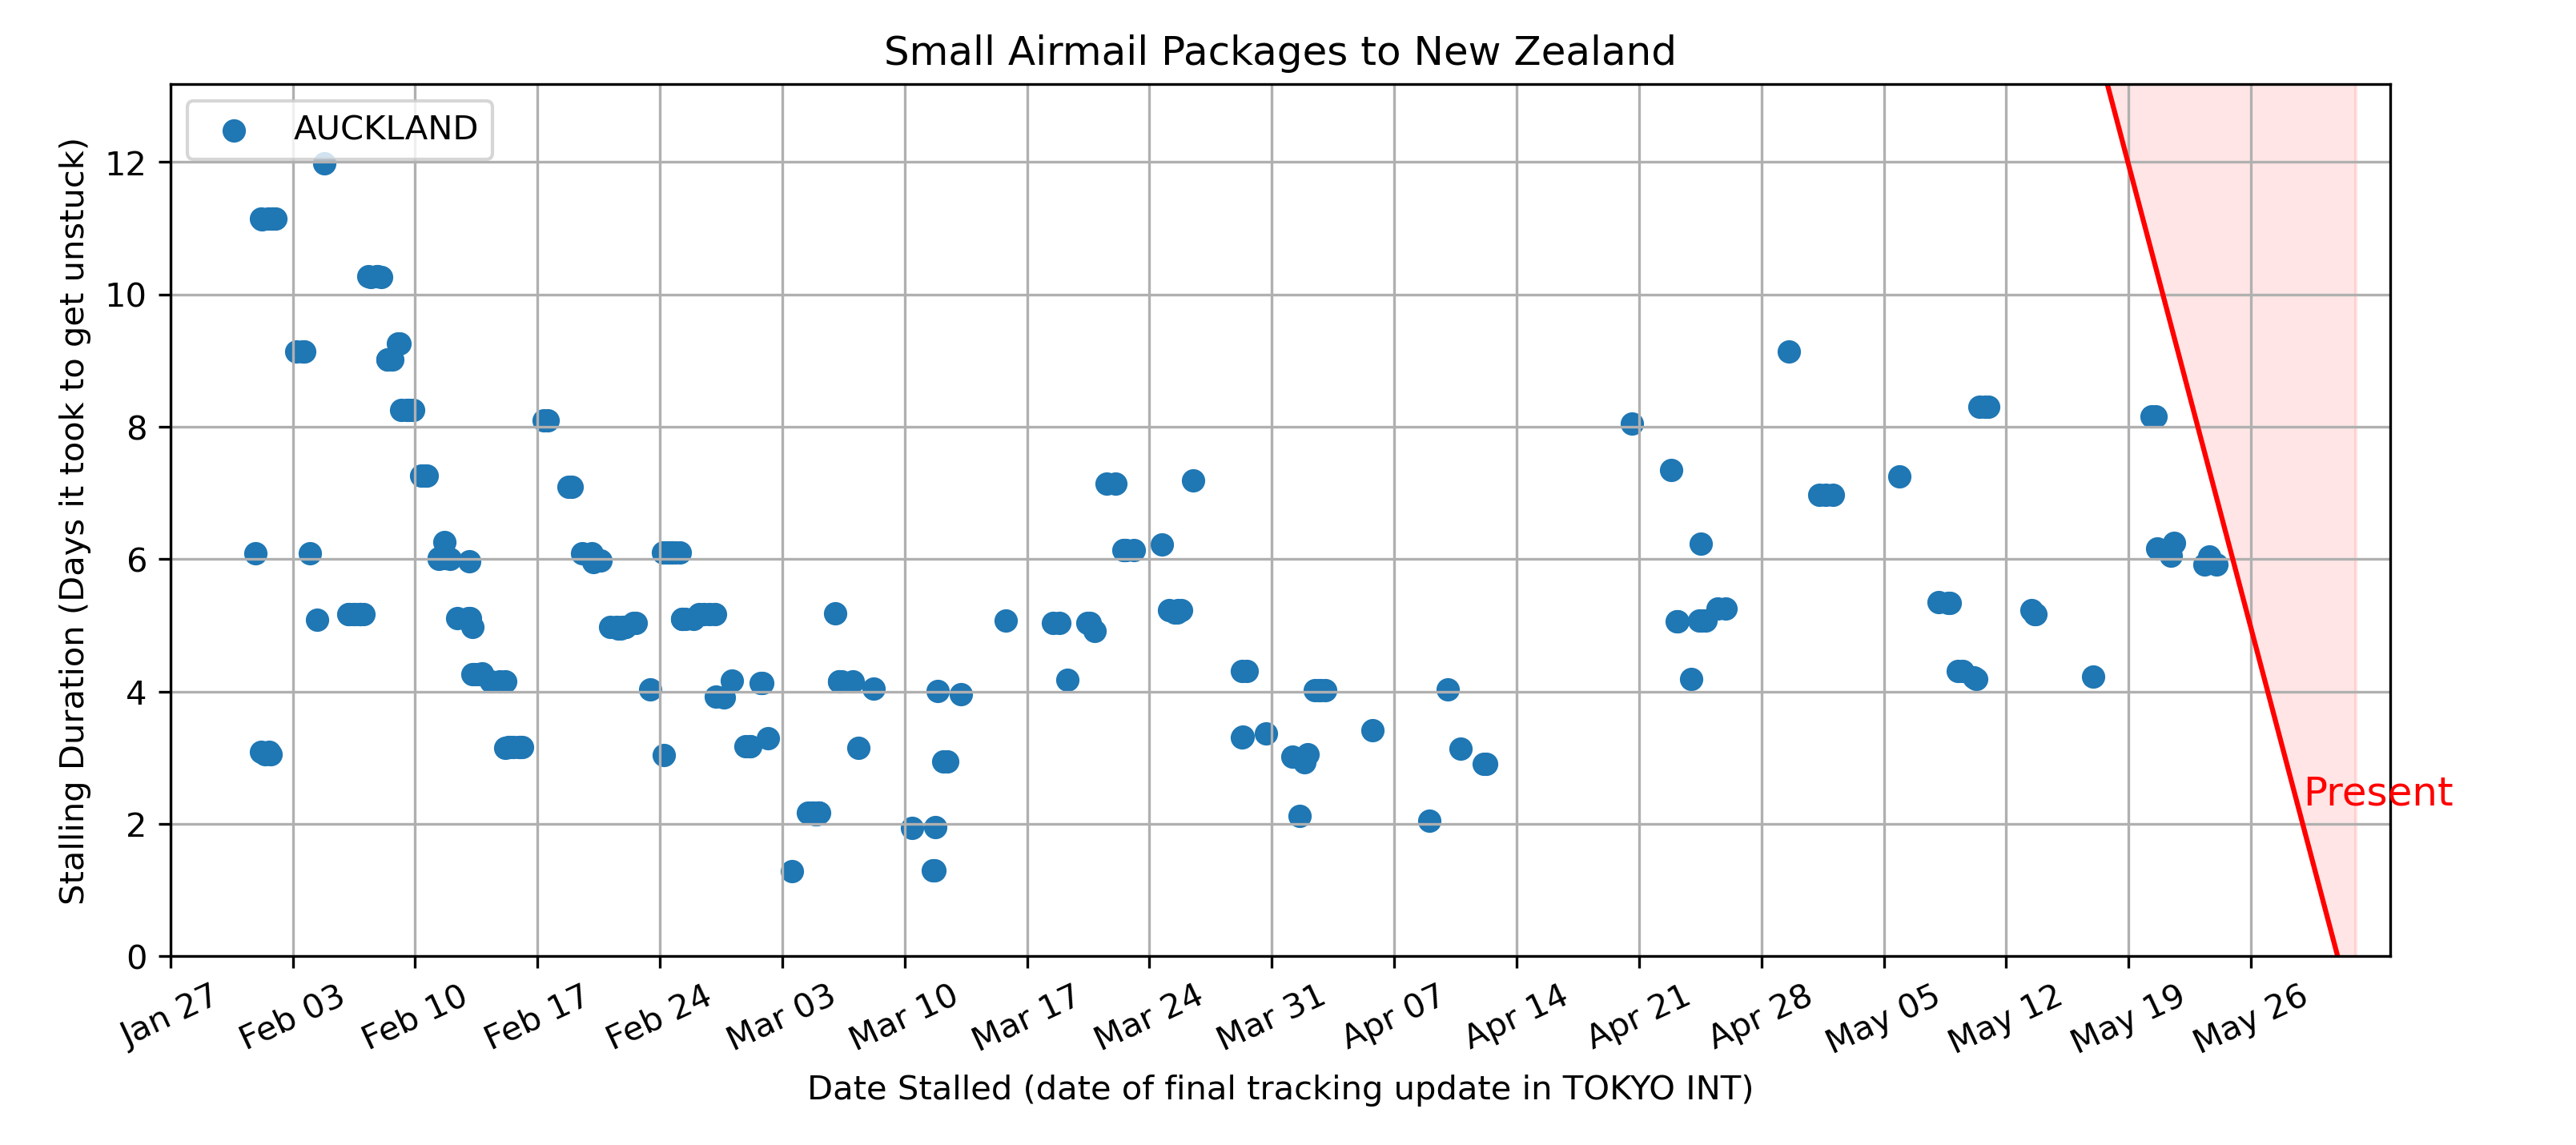 Small Airmail Packages to New Zealand
AUCKLAND
Stalling Duration (Days it took to get unstuck)
12
10
8
6
4
2
0
Present
Jan 27
Feb 03
Feb 10
Feb 17
Feb 24
Mar 03
Mar 10
Mar 17
Mar 24
Mar 31
Apr 07
Apr 14
Apr 21
Apr 28
May 05
May 12
May 19
May 26
Date Stalled (date of final tracking update in TOKYO INT)